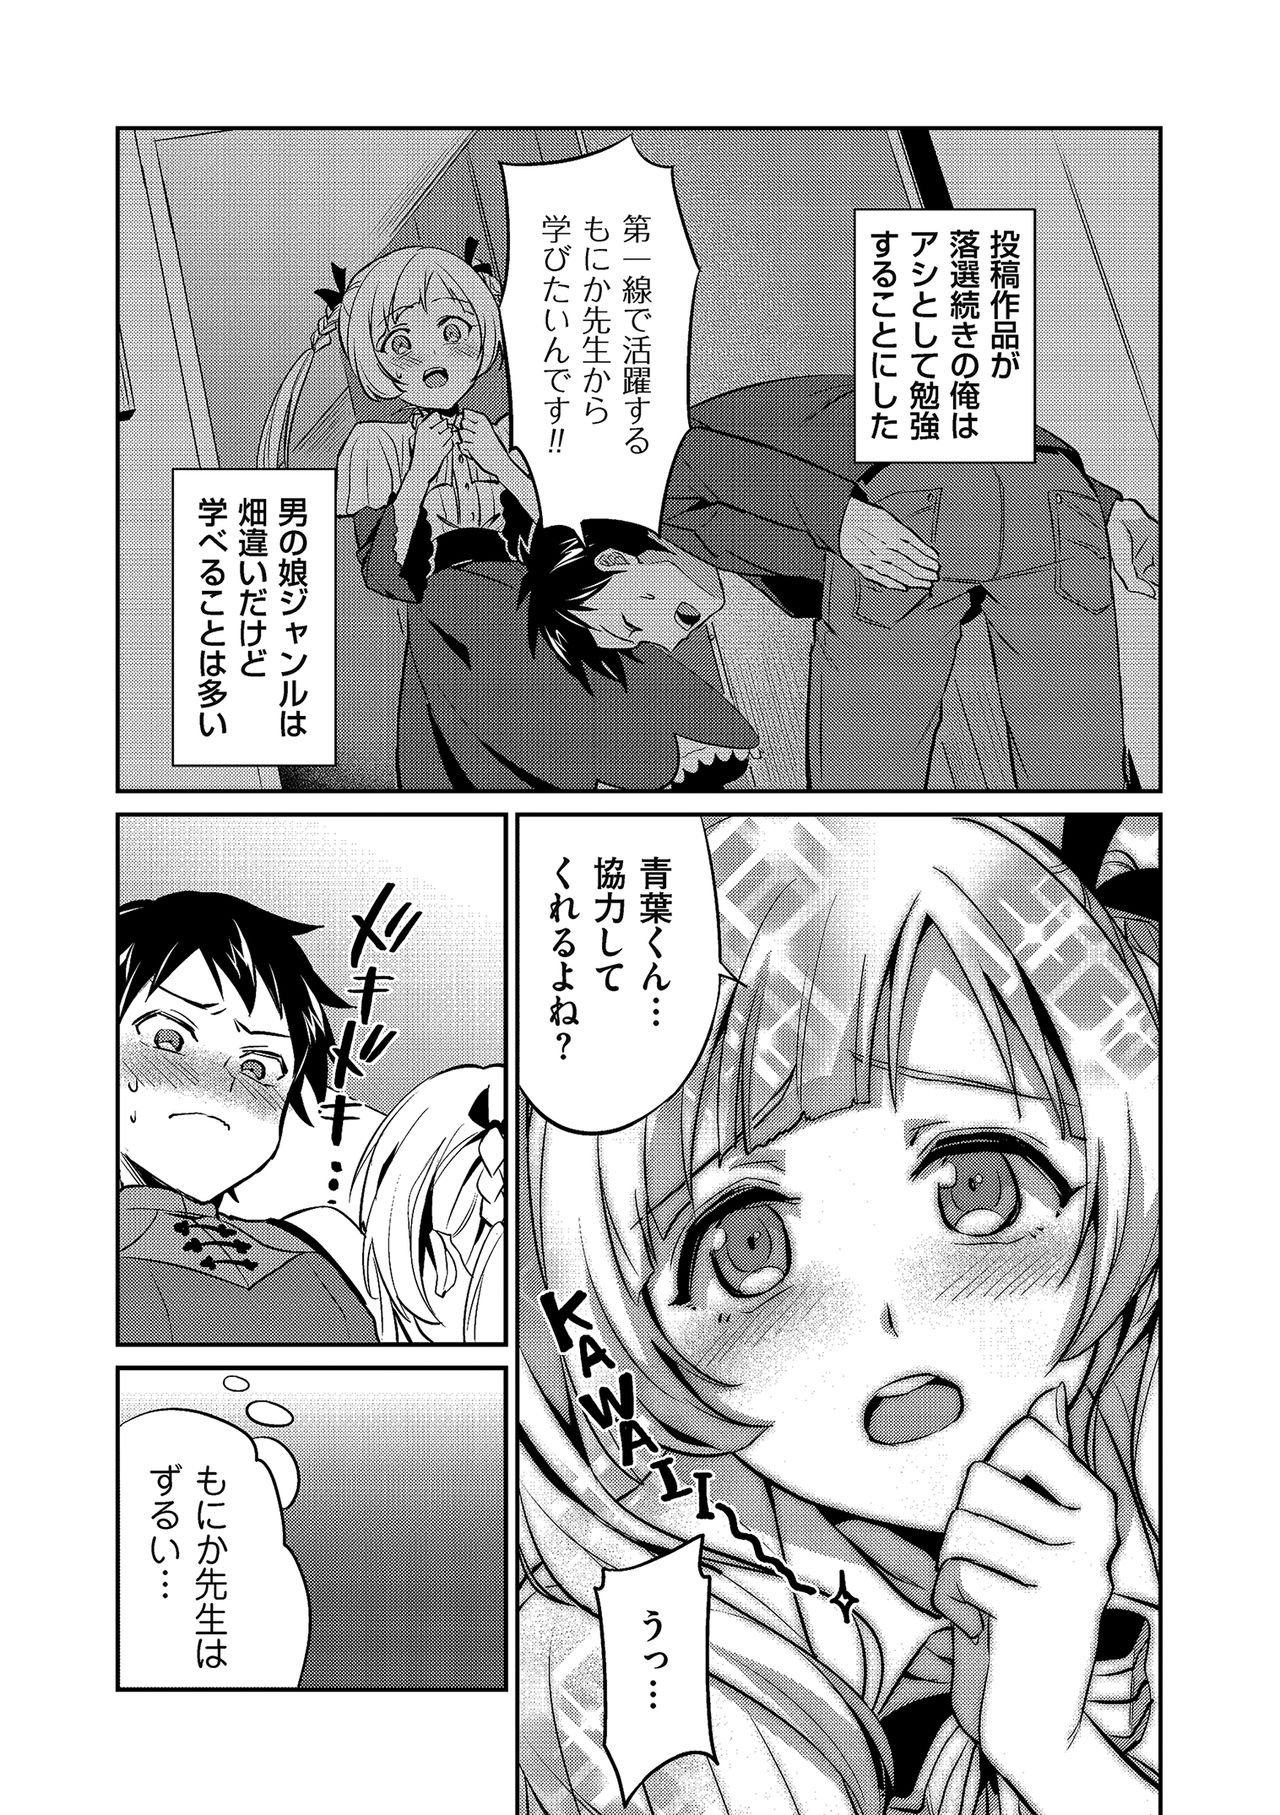 投稿作品が
落選続きの俺は
アシとして勉強
することにした
第一線で活躍する
もにか先生から
学びたいんです!!
男の娘ジャンルは
畑違いだけど
学べることは多い
青葉くん…
協力して
くれるよね?
KAWAII
うっ…
ドキドキ…
もにか先生は
ずるい…